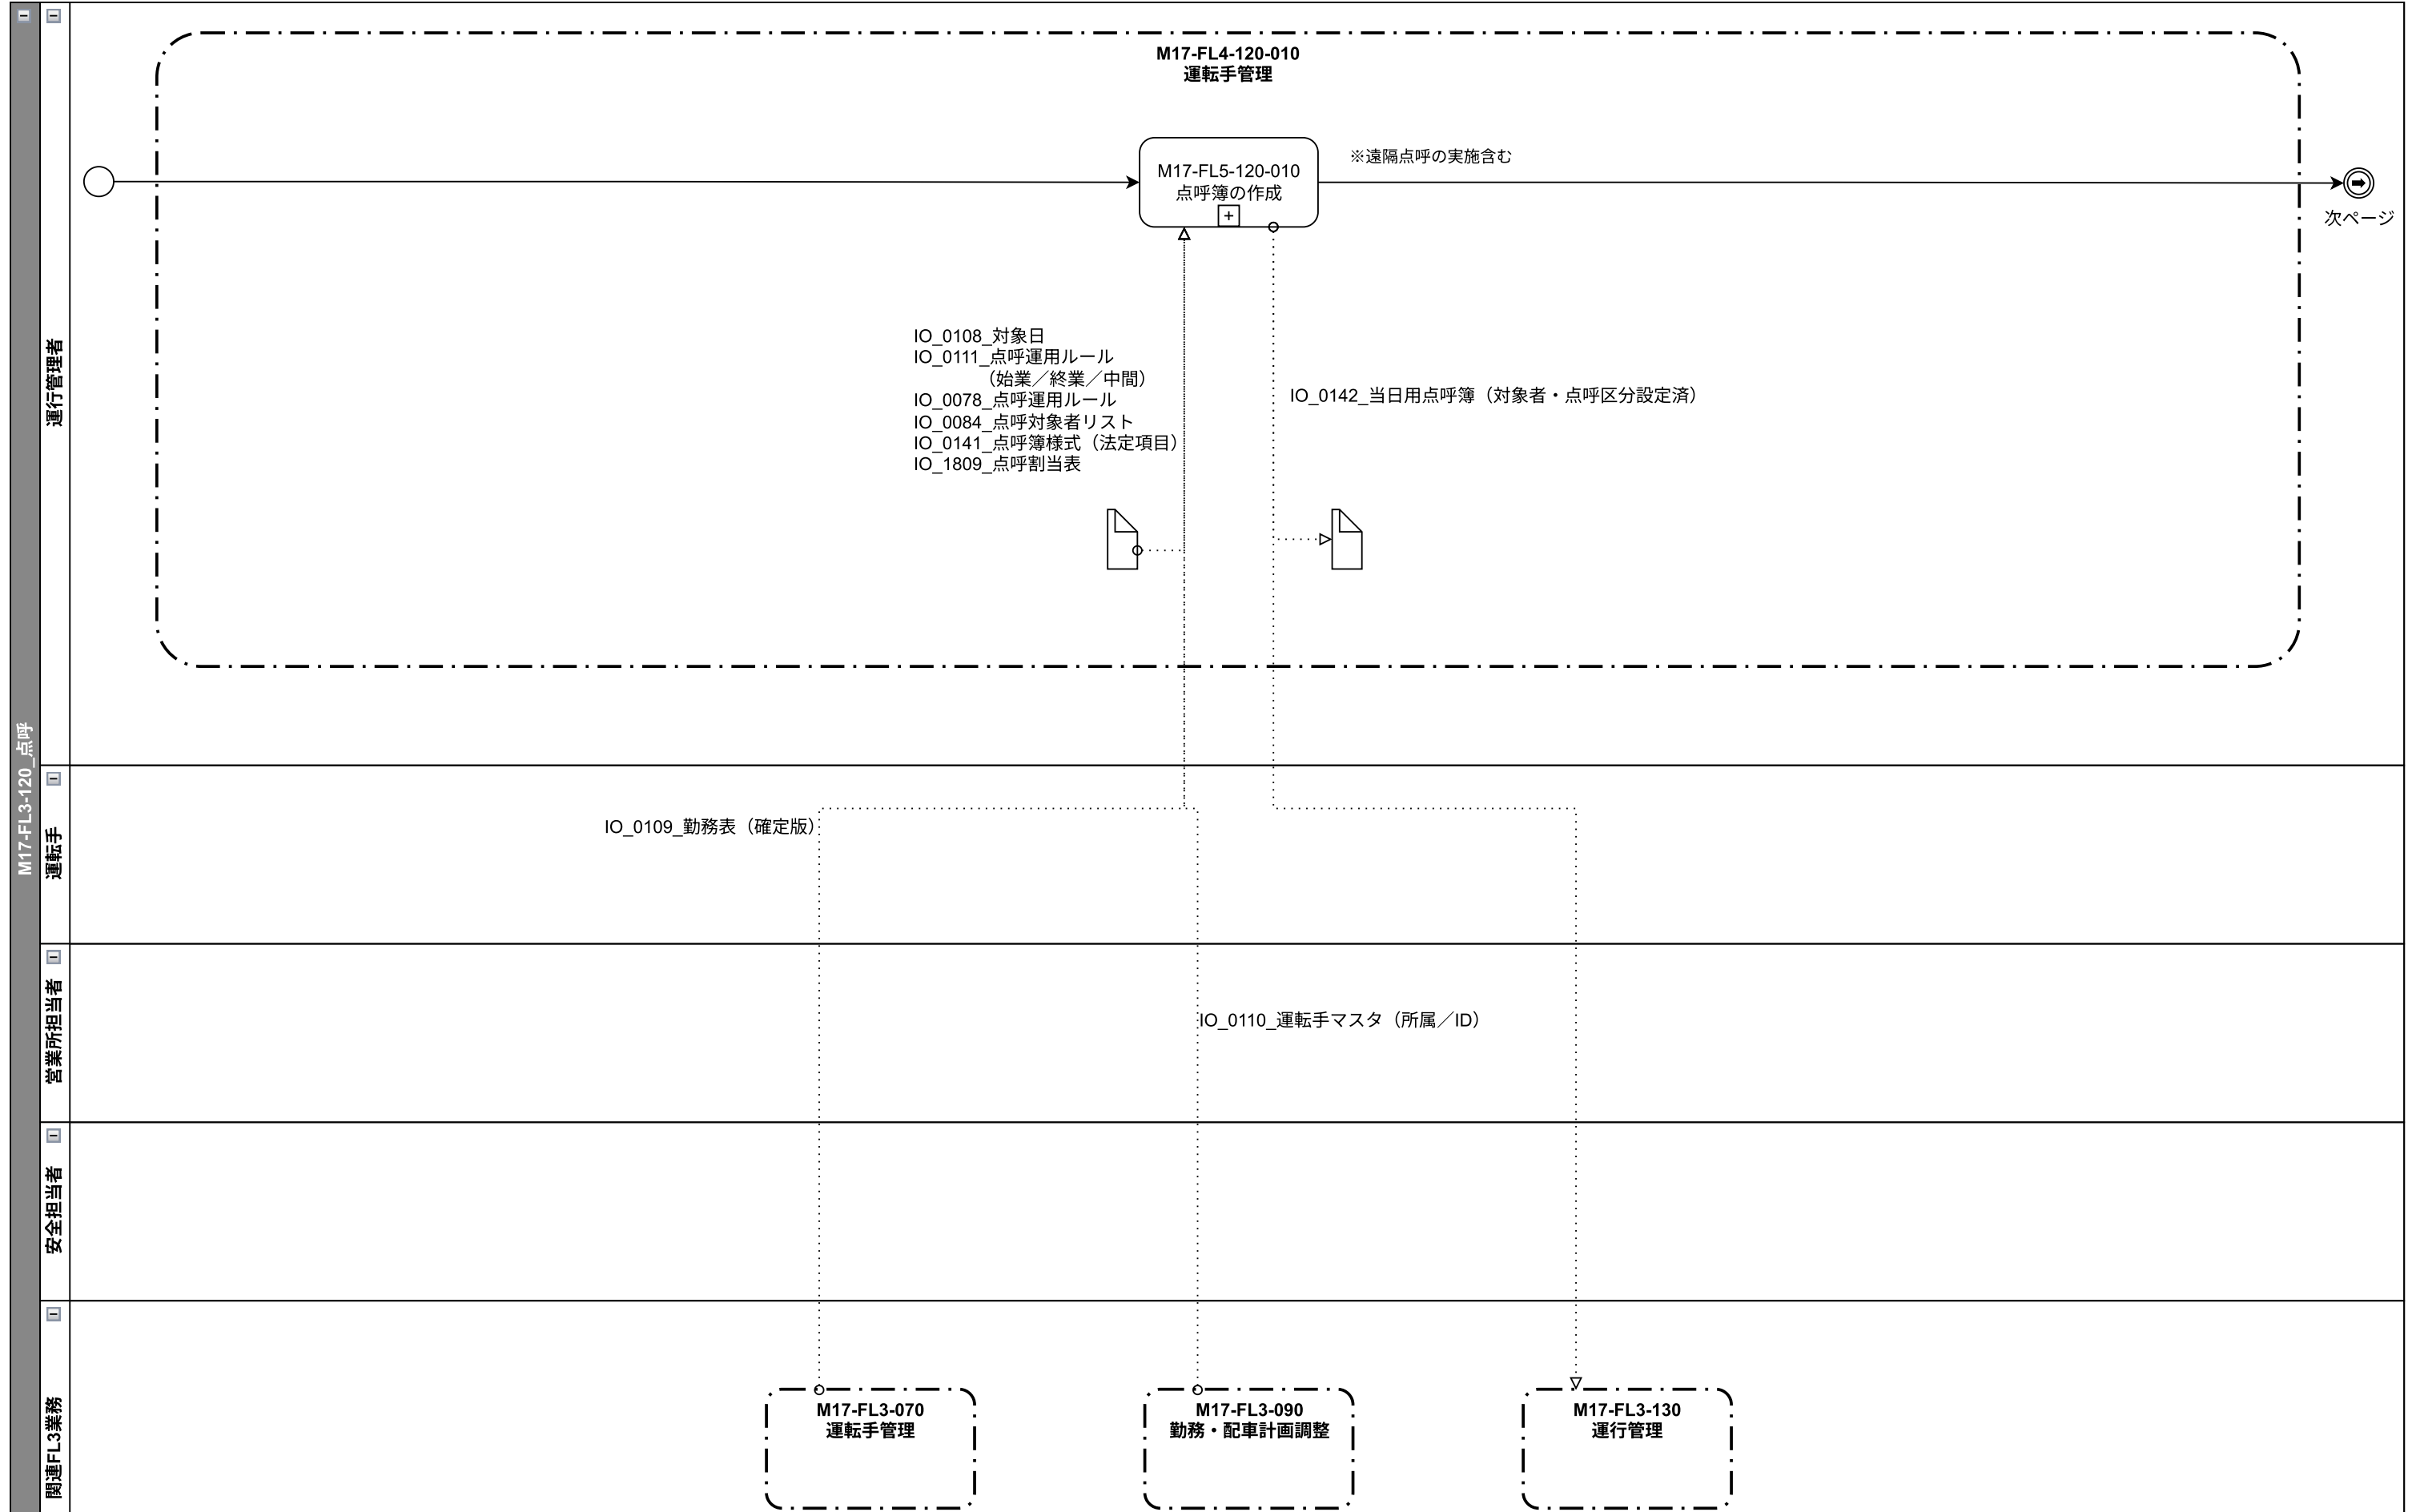 M17-FL3-120_点呼
運行管理者
M17-FL4-120-010
運転手管理
M17-FL5-120-010
点呼簿の作成
※遠隔点呼の実施含む
次ページ
IO_0108_対象日
IO_0111_点呼運用ルール
（始業／終業／中間）
IO_0078_点呼運用ルール
IO_0084_点呼対象者リスト
IO_0141_点呼簿様式（法定項目）
IO_1809_点呼割当表
IO_0142_当日用点呼簿（対象者・点呼区分設定済）
運転手
IO_0109_勤務表（確定版）
営業所担当者
IO_0110_運転手マスタ（所属／ID）
安全担当者
関連FL3業務
M17-FL3-070
運転手管理
M17-FL3-090
勤務・配車計画調整
M17-FL3-130
運行管理